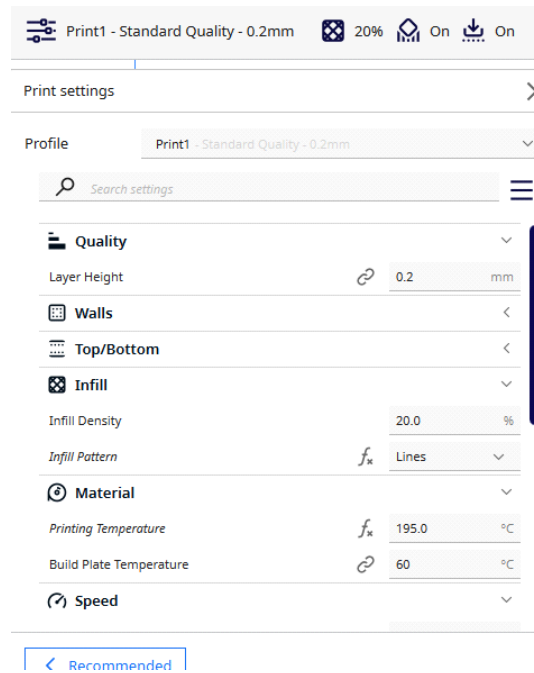 Print1 - Standard Quality - 0.2mm 20% On On
Print settings
Profile Print1 - Standard Quality - 0.2mm
Search settings
Quality
Layer Height 0.2 mm
Walls
Top/Bottom
Infill
Infill Density 20.0 %
Infill Pattern fx Lines
Material
Printing Temperature fx 195.0 °C
Build Plate Temperature 60 °C
Speed
Recommended